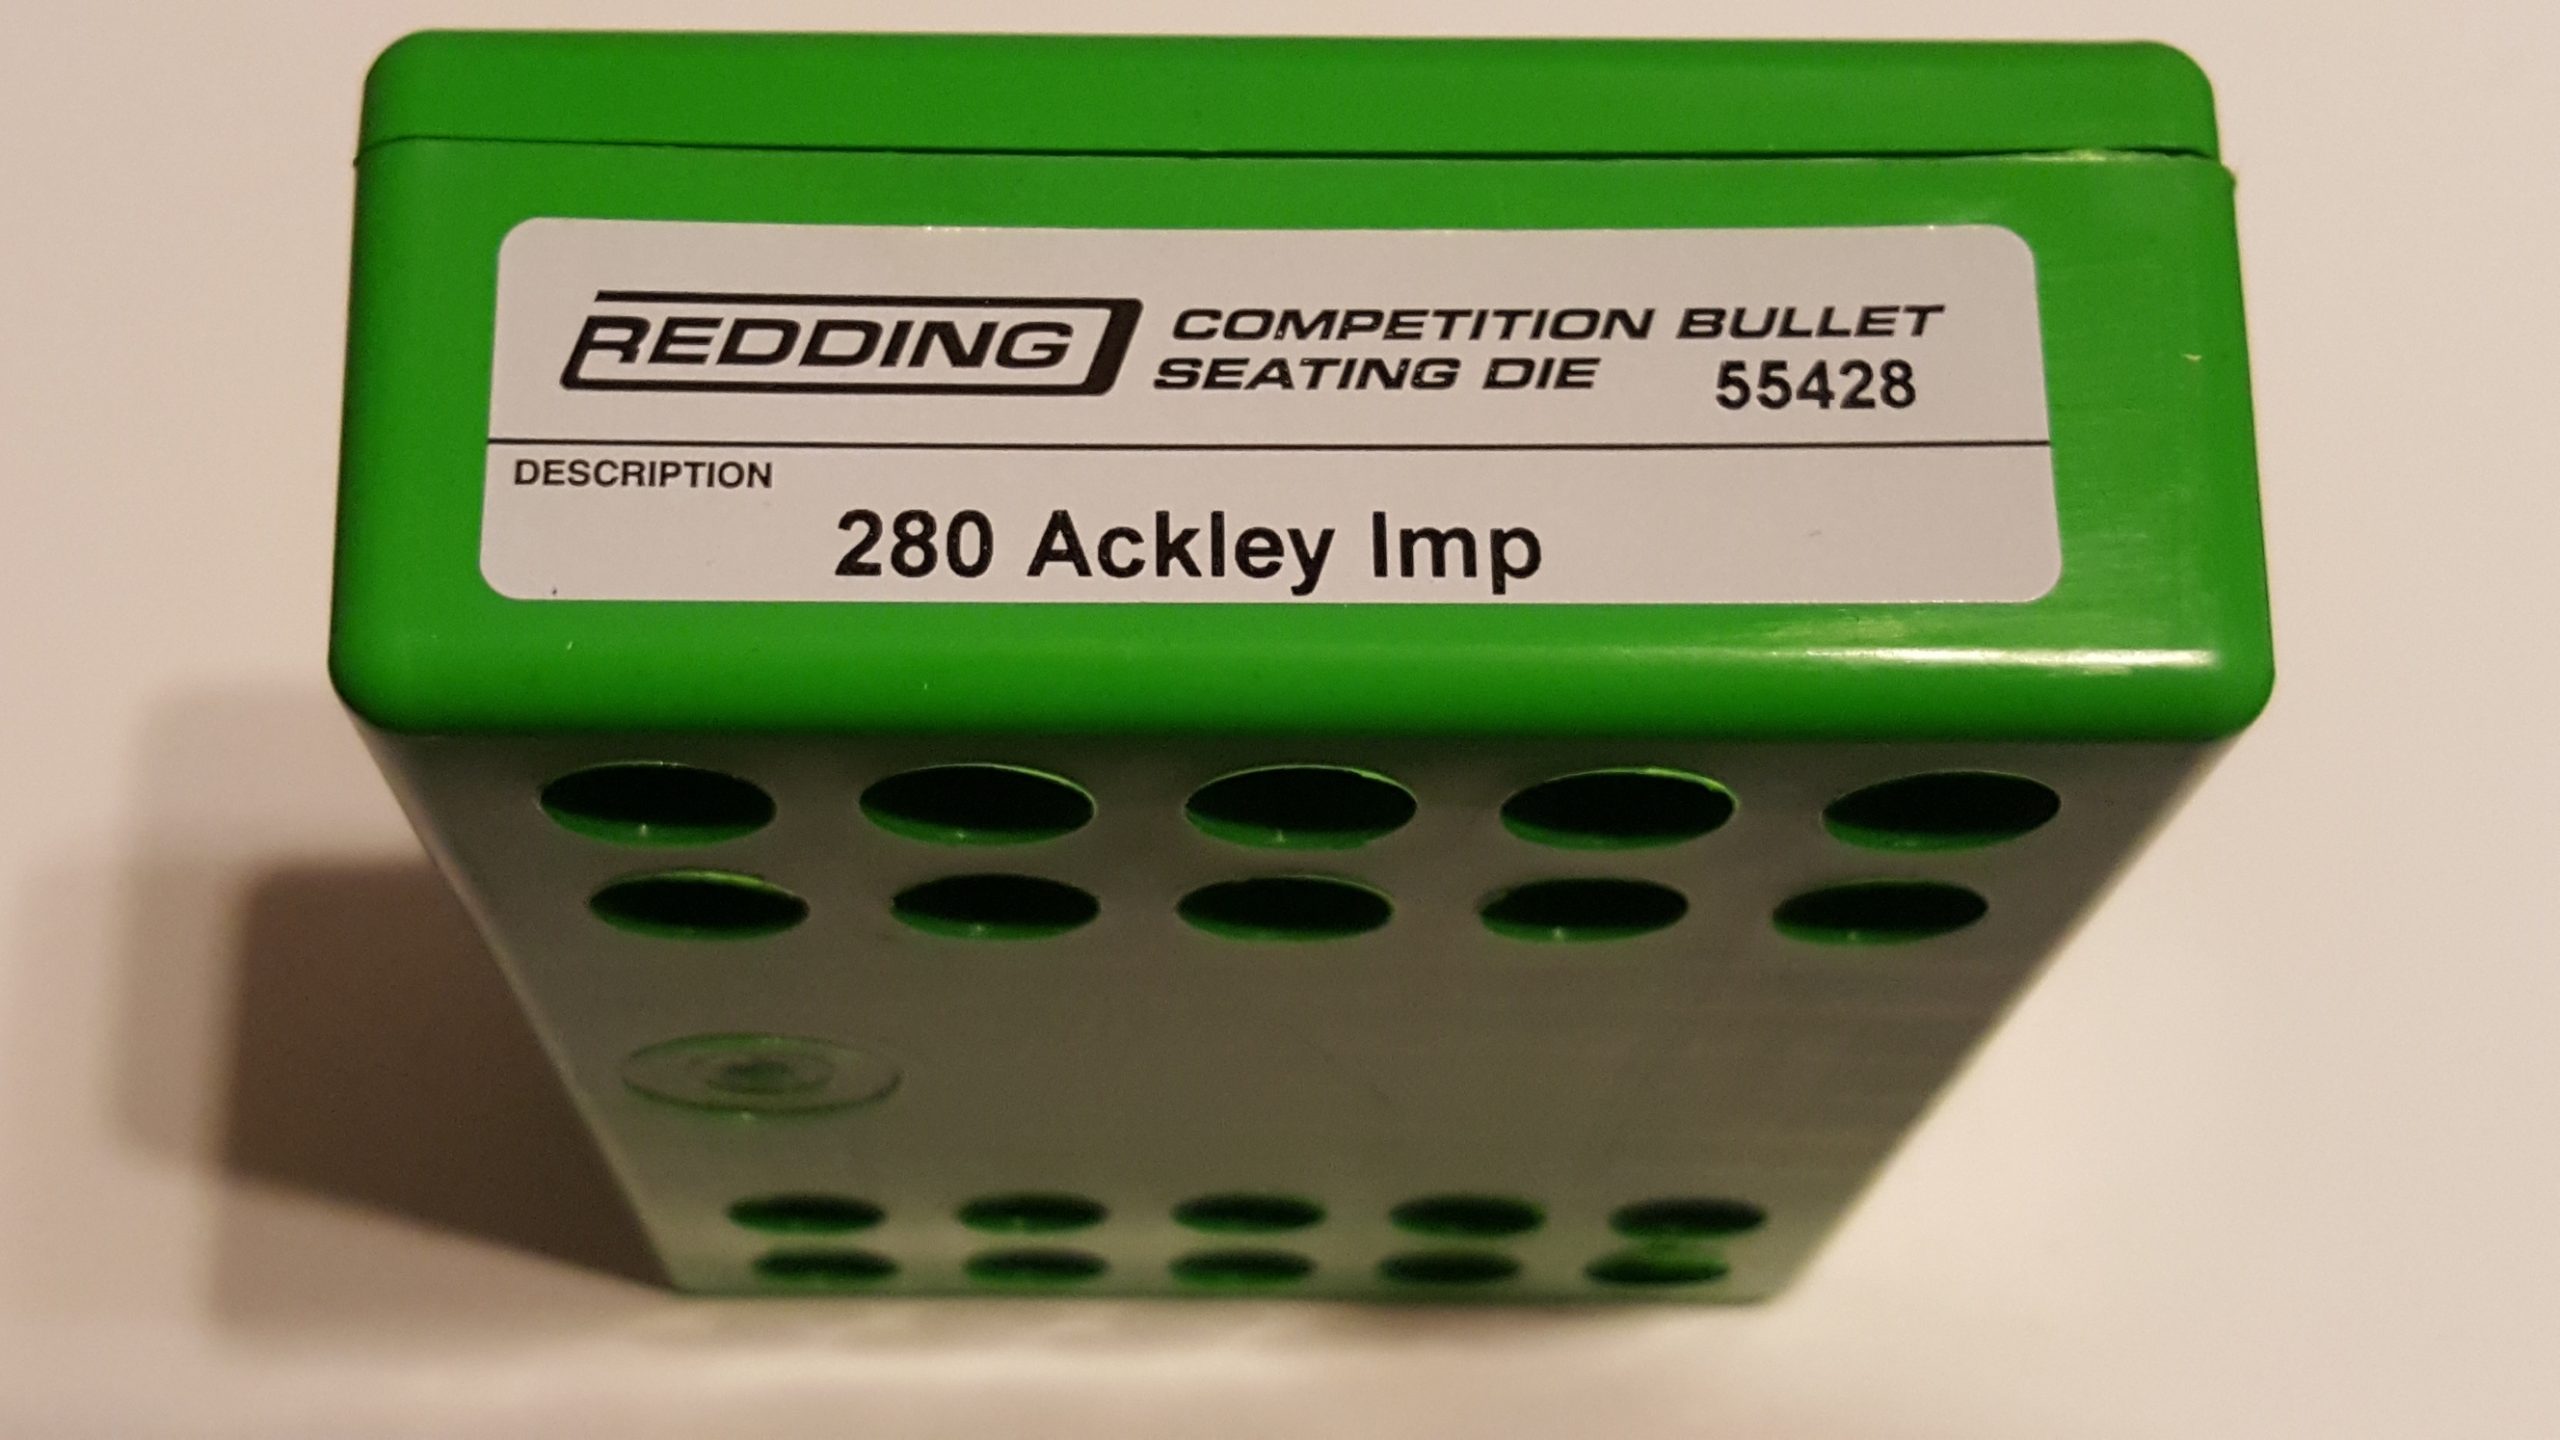 REDDING COMPETITION BULLET
SEATING DIE 55428
DESCRIPTION
280 Ackley Imp